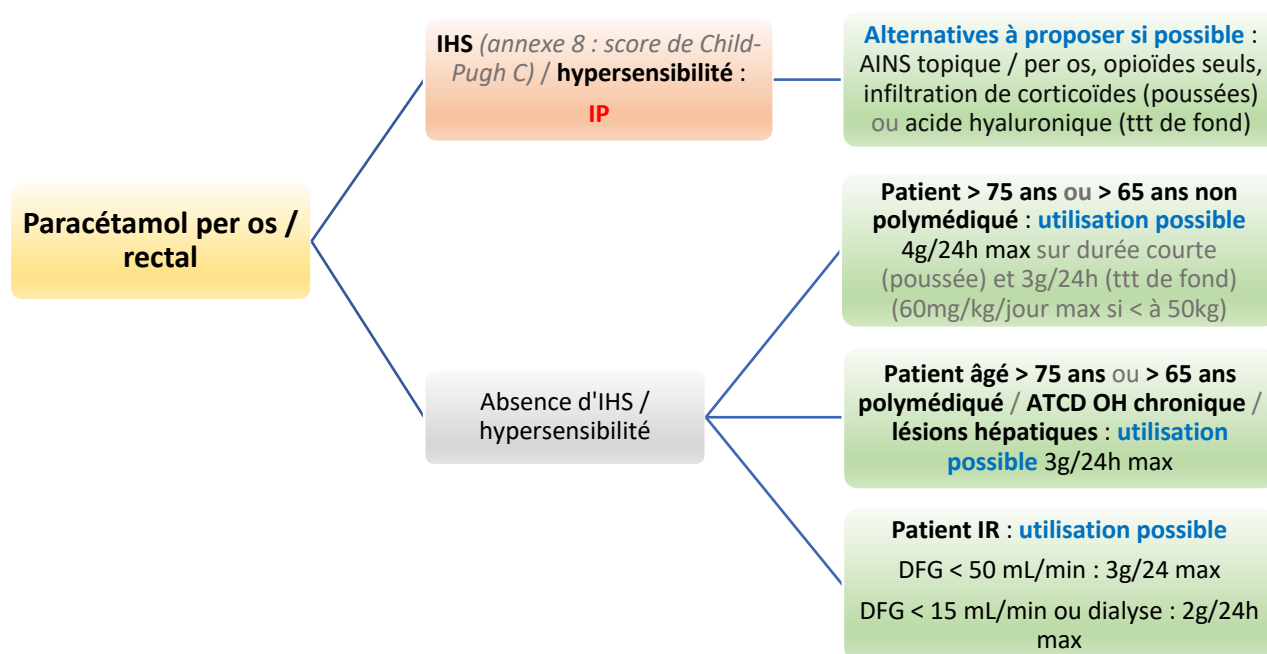 Paracétamol per os /
rectal
IHS (annexe 8 : score de Child-
Pugh C) / hypersensibilité :
IP
Alternatives à proposer si possible :
AINS topique / per os, opioïdes seuls,
infiltration de corticoïdes (poussées)
ou acide hyaluronique (ttt de fond)
Absence d'IHS /
hypersensibilité
Patient > 75 ans ou > 65 ans non
polymédiqué : utilisation possible
4g/24h max sur durée courte
(poussée) et 3g/24h (ttt de fond)
(60mg/kg/jour max si < à 50kg)
Patient âgé > 75 ans ou > 65 ans
polymédiqué / ATCD OH chronique /
lésions hépatiques : utilisation
possible 3g/24h max
Patient IR : utilisation possible
DFG < 50 mL/min : 3g/24 max
DFG < 15 mL/min ou dialyse : 2g/24h
max